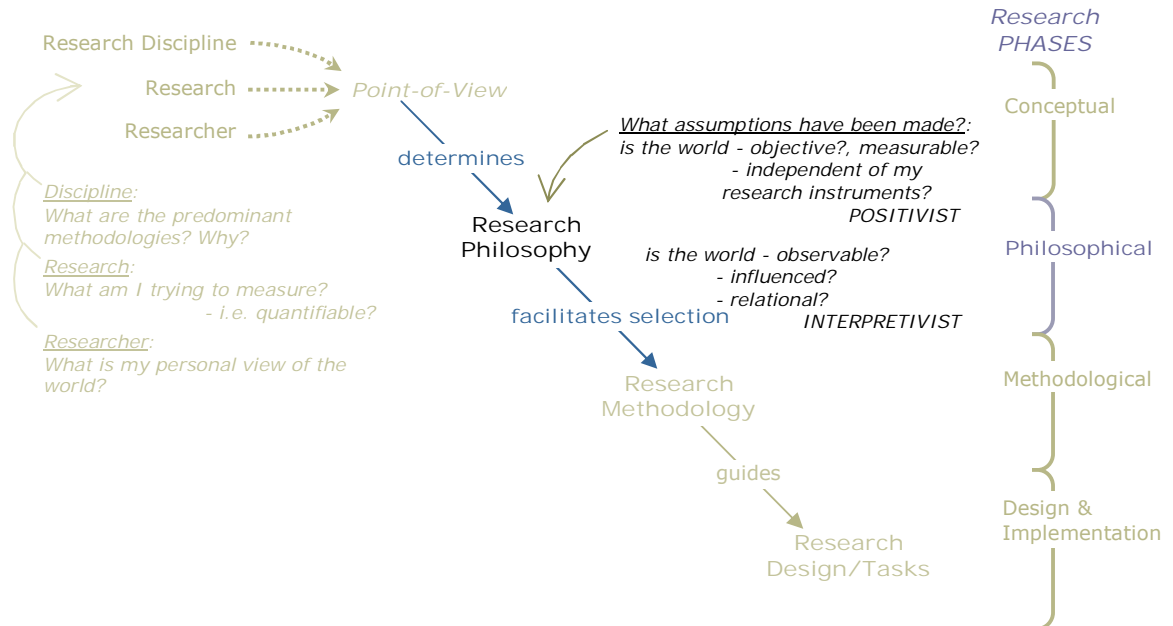 Research
PHASES
Research Discipline
Research
Researcher
Point-of-View
determines
What assumptions have been made?:
is the world - objective?, measurable?
- independent of my
research instruments?
POSITIVIST
Discipline:
What are the predominant
methodologies? Why?
Research:
What am I trying to measure?
- i.e. quantifiable?
Researcher:
What is my personal view of the
world?
Research
Philosophy
is the world - observable?
- influenced?
- relational?
INTERPRETIVIST
facilitates selection
Research
Methodology
guides
Research
Design/Tasks
Conceptual
Philosophical
Methodological
Design &
Implementation